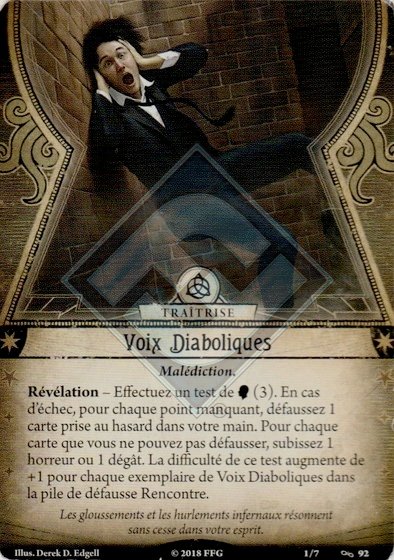 TRAÎTRISE
Voix Diaboliques
Malédiction.
Révélation – Effectuez un test de (3). En cas
d'échec, pour chaque point manquant, défaussez 1
carte prise au hasard dans votre main. Pour chaque
carte que vous ne pouvez pas défausser, subissez 1
horreur ou 1 dégât. La difficulté de ce test augmente de
+1 pour chaque exemplaire de Voix Diaboliques dans
la pile de défausse Rencontre.
Les gloussements et les hurlements infernaux résonnent
sans cesse dans votre esprit.
Illus. Derek D. Edgell © 2018 FFG 1/7 92